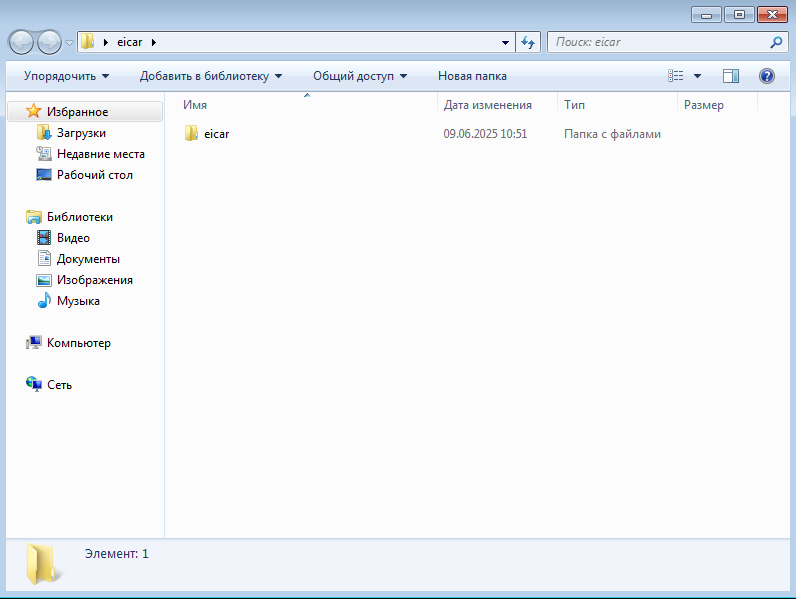 eicar
Поиск: eicar
Упорядочить
Добавить в библиотеку
Общий доступ
Новая папка
Избранное
Загрузки
Недавние места
Рабочий стол
Библиотеки
Видео
Документы
Изображения
Музыка
Компьютер
Сеть
Имя
Дата изменения
Тип
Размер
eicar
09.06.2025 10:51
Папка с файлами
Элемент: 1